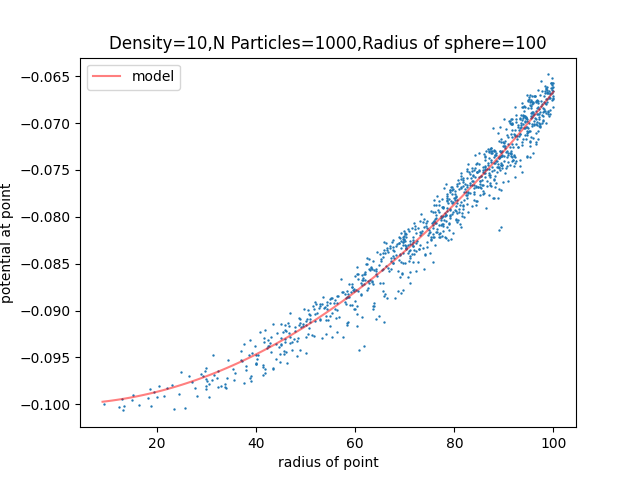 Density=10,N Particles=1000,Radius of sphere=100
model
−0.065
−0.070
−0.075
−0.080
−0.085
−0.090
−0.095
−0.100
potential at point
20 40 60 80 100
radius of point